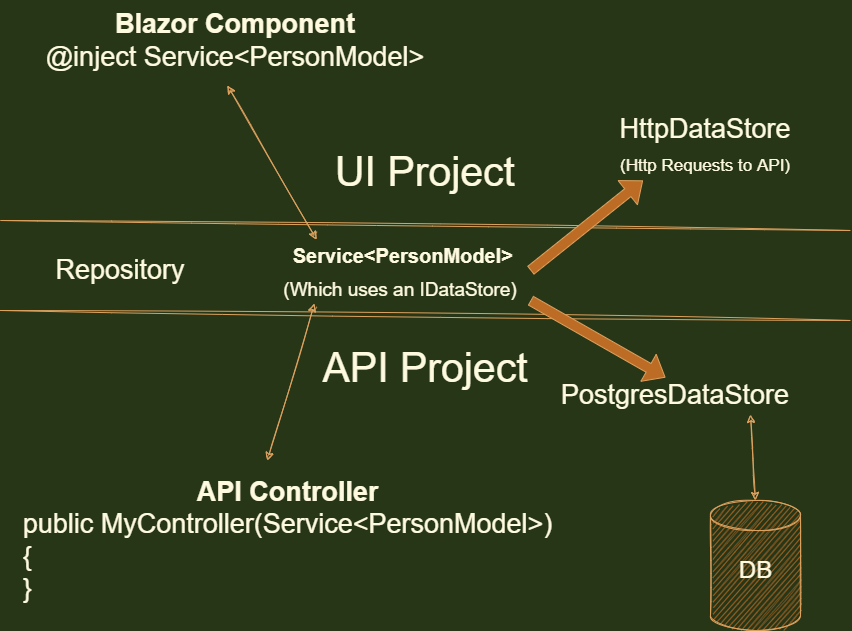 Blazor Component
@inject Service<PersonModel>
HttpDataStore
(Http Requests to API)
UI Project
Repository
Service<PersonModel>
(Which uses an IDataStore)
API Project
PostgresDataStore
API Controller
public MyController(Service<PersonModel>)
{
}
DB